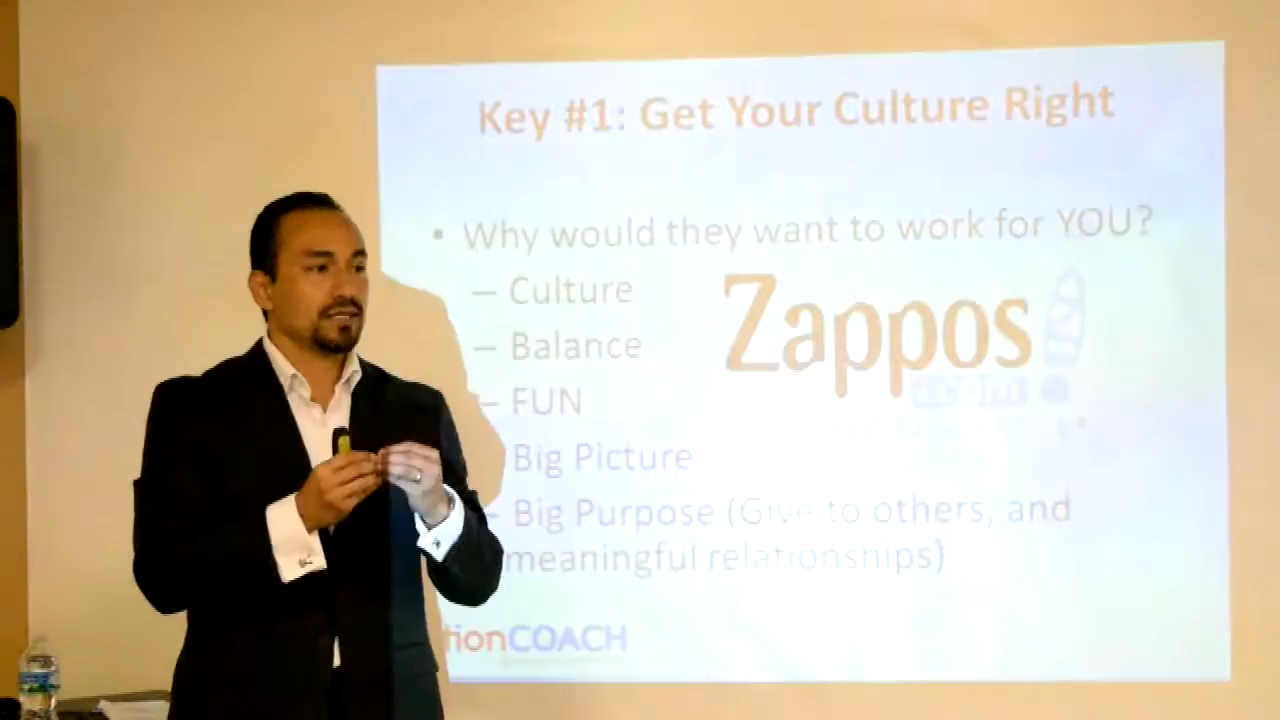 Key #1: Get Your Culture Right
• Why would they want to work for YOU?
– Culture
– Balance
– FUN
Big Picture
– Big Purpose (Give to others, and
meaningful relationships)
Zappos
.com
tionCOACH